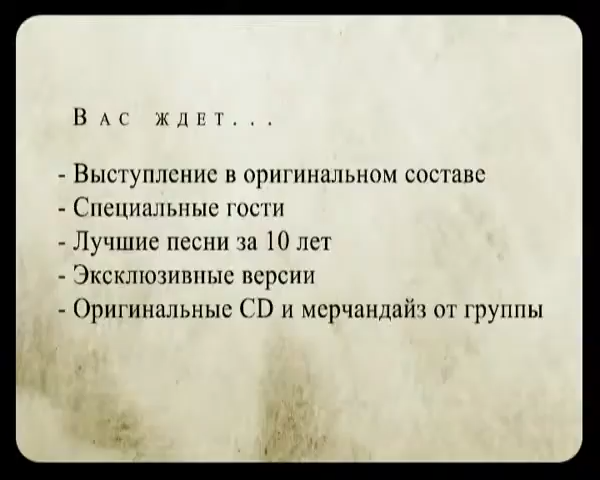 Вас ждет...
- Выступление в оригинальном составе
- Специальные гости
- Лучшие песни за 10 лет
- Эксклюзивные версии
- Оригинальные CD и мерчандайз от группы